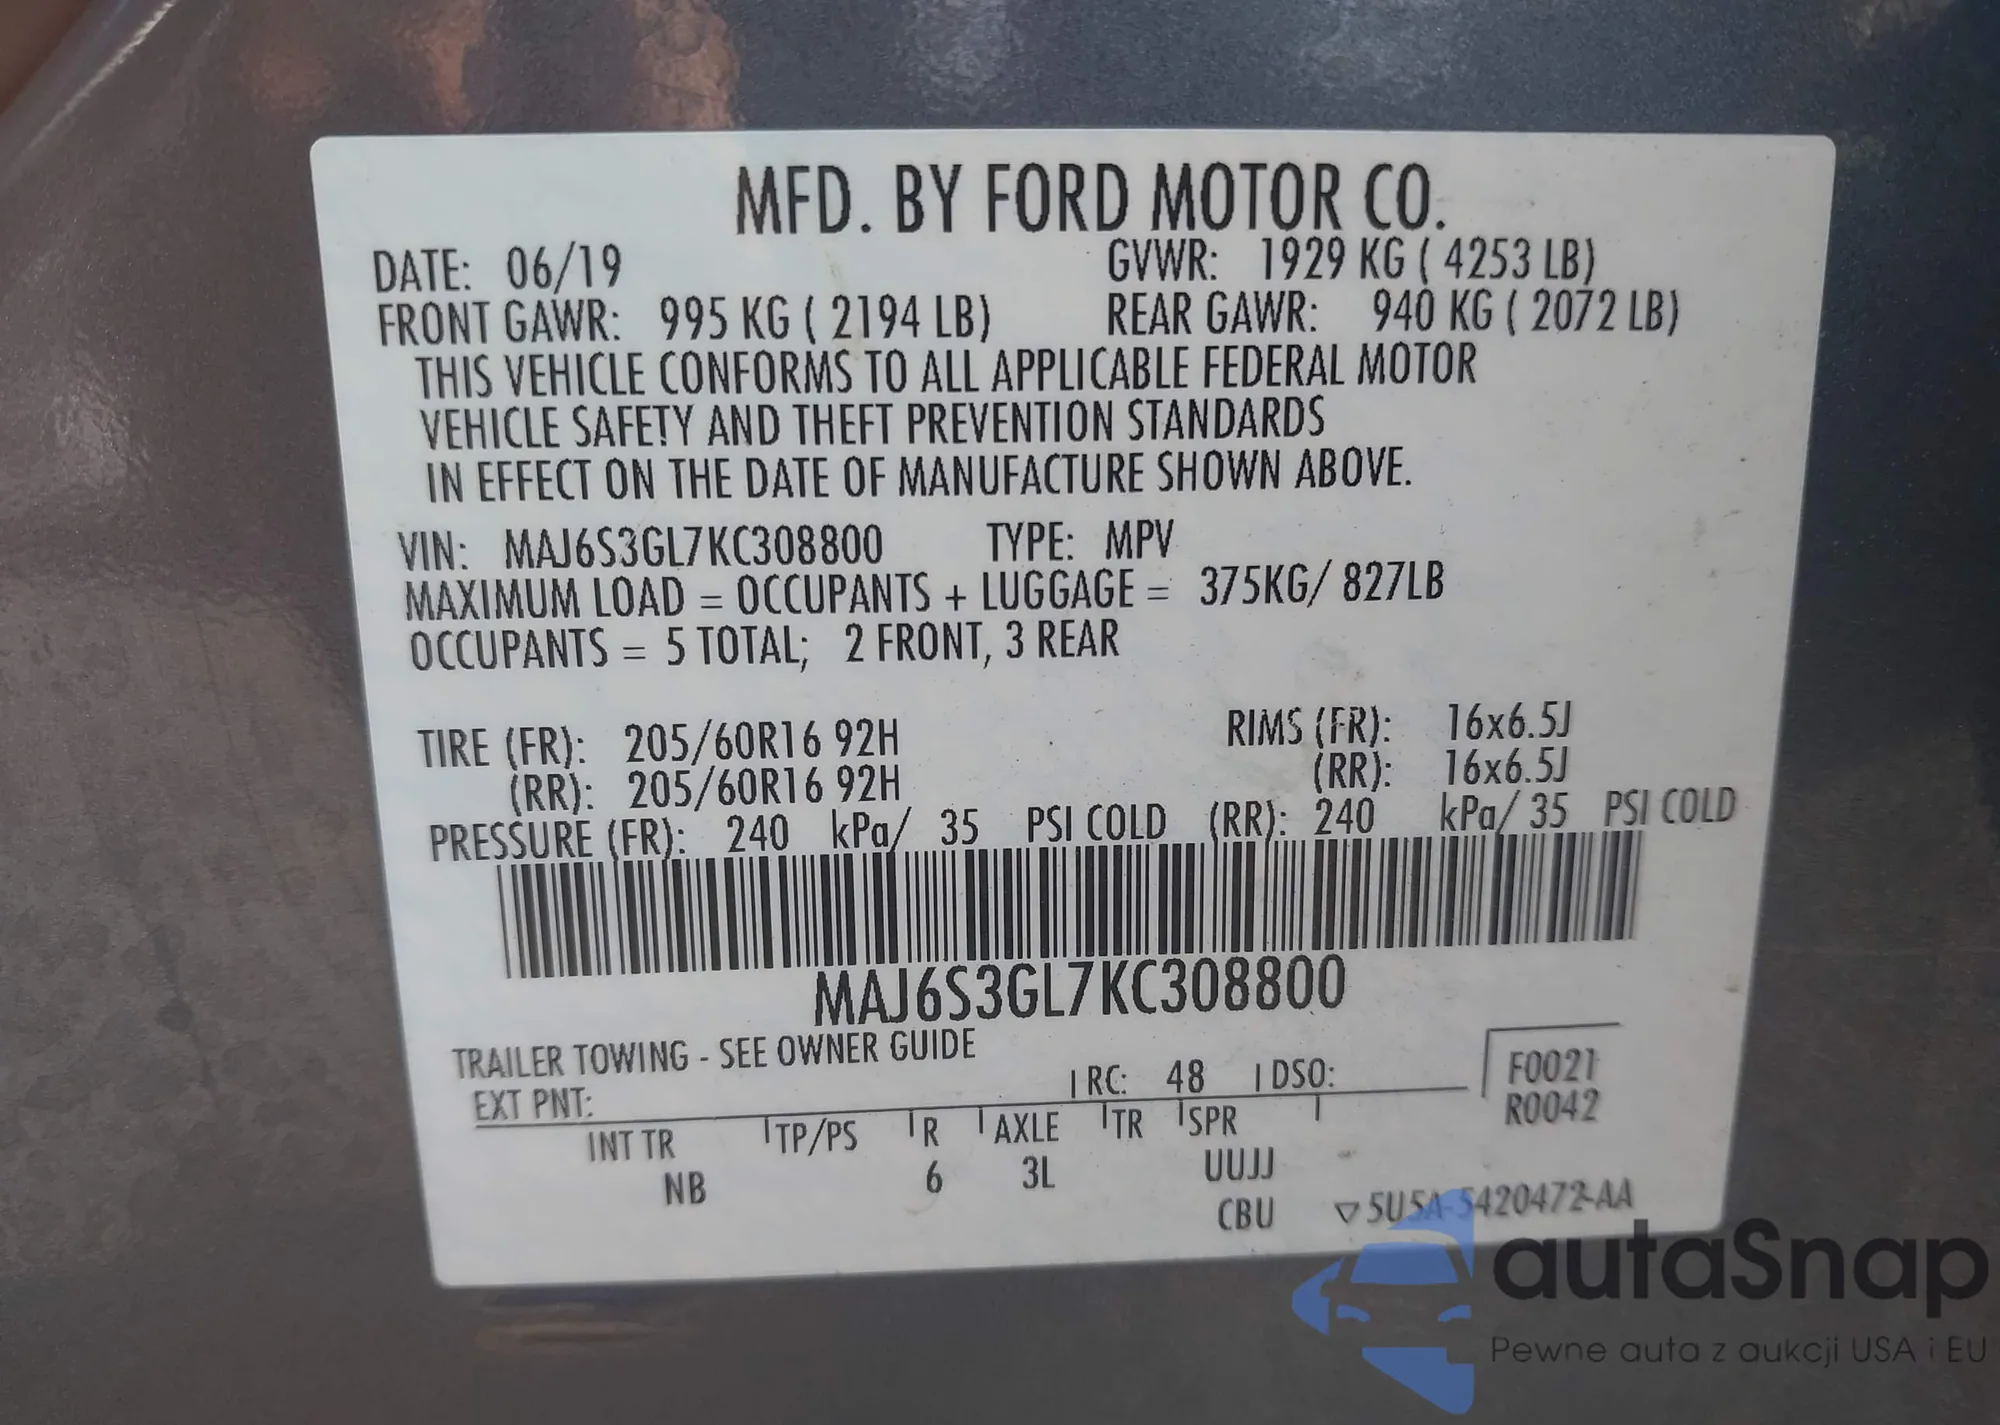 MFD. BY FORD MOTOR CO.
DATE: 06/19 GVWR: 1929 KG ( 4253 LB)
FRONT GAWR: 995 KG ( 2194 LB) REAR GAWR: 940 KG ( 2072 LB)
THIS VEHICLE CONFORMS TO ALL APPLICABLE FEDERAL MOTOR
VEHICLE SAFETY AND THEFT PREVENTION STANDARDS
IN EFFECT ON THE DATE OF MANUFACTURE SHOWN ABOVE.
VIN: MAJ6S3GL7KC308800 TYPE: MPV
MAXIMUM LOAD = OCCUPANTS + LUGGAGE = 375KG/ 827LB
OCCUPANTS = 5 TOTAL; 2 FRONT, 3 REAR
TIRE (FR): 205/60R16 92H RIMS (FR): 16x6.5J
(RR): 205/60R16 92H (RR): 16x6.5J
PRESSURE (FR): 240 kPa/ 35 PSI COLD (RR): 240 kPa/ 35 PSI COLD
MAJ6S3GL7KC308800
TRAILER TOWING - SEE OWNER GUIDE
EXT PNT: RC: 48 DSO: F0021
R0042
INT TR TP/PS R AXLE TR SPR
NB 6 3L UUJJ
CBU ▽5U5A-5420472-AA
autaSnap
Pewne auta z aukcji USA i EU